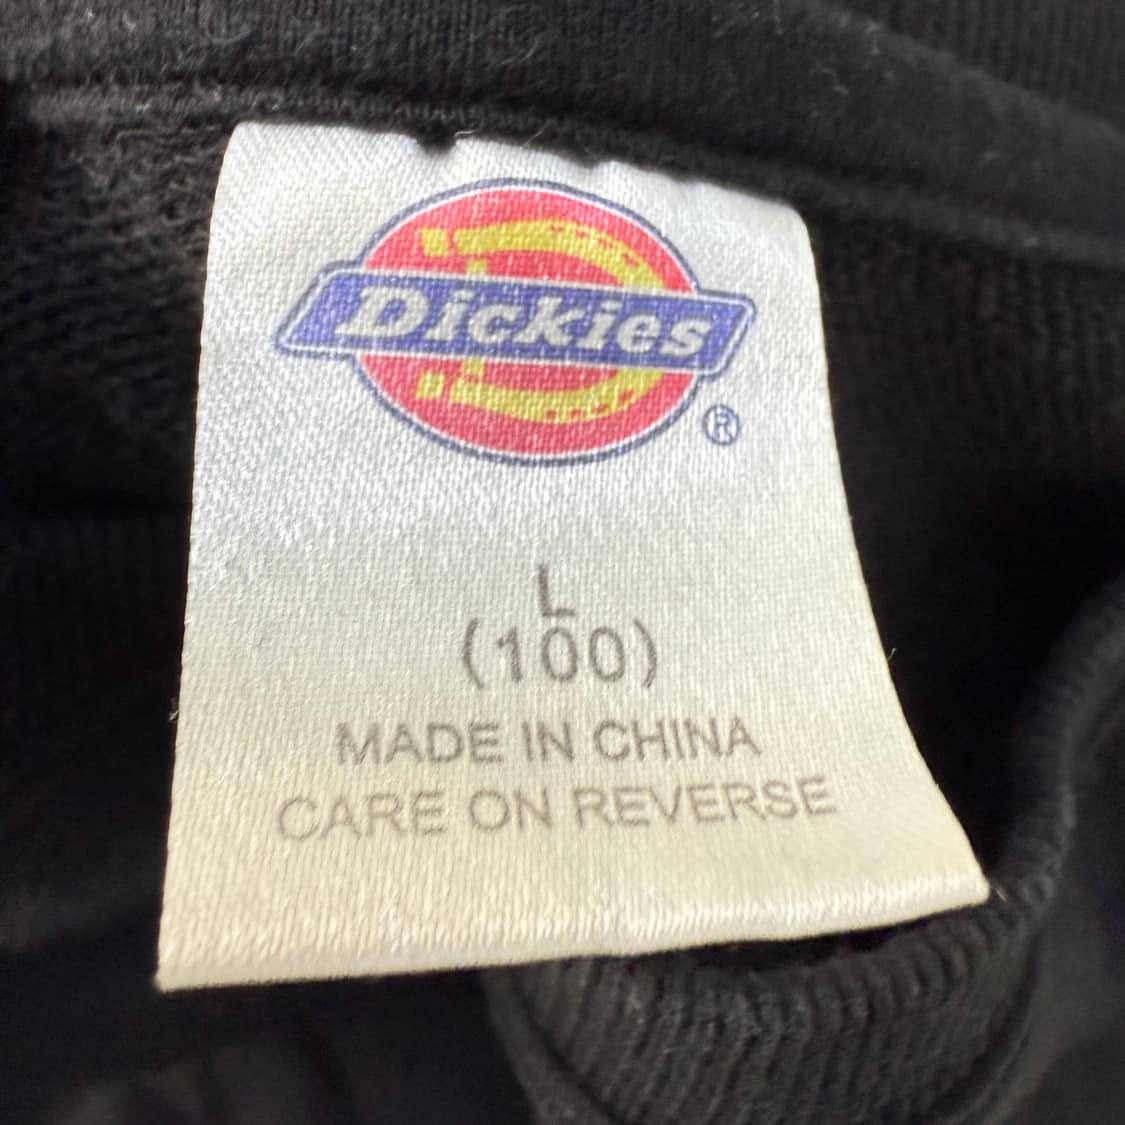 Dickies
®
L
(100)
MADE IN CHINA
CARE ON REVERSE